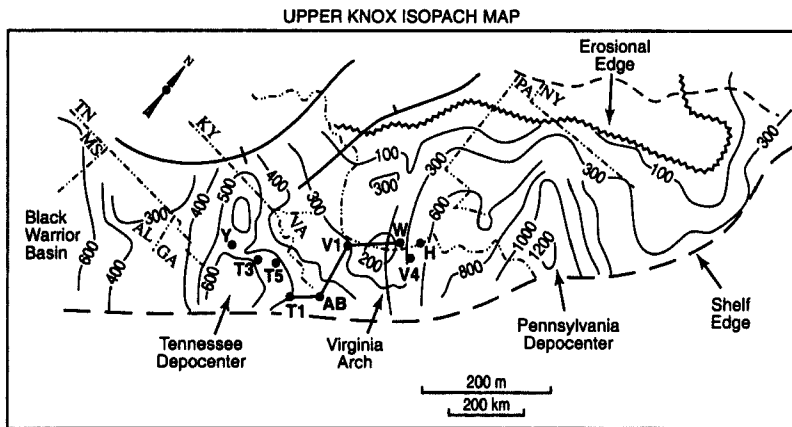 UPPER KNOX ISOPACH MAP
Erosional
Edge
N
TN
MS
KY
PA
NY
100
300
100
300
300
300
400
500
400
300
300
600
VA
AL
GA
Black
Warrior
Basin
600
400
Y
T3
T5
600
400
V1
W
H
200
V4
800
1000
1200
T1
AB
Tennessee
Depocenter
Virginia
Arch
Pennsylvania
Depocenter
Shelf
Edge
200 m
200 km